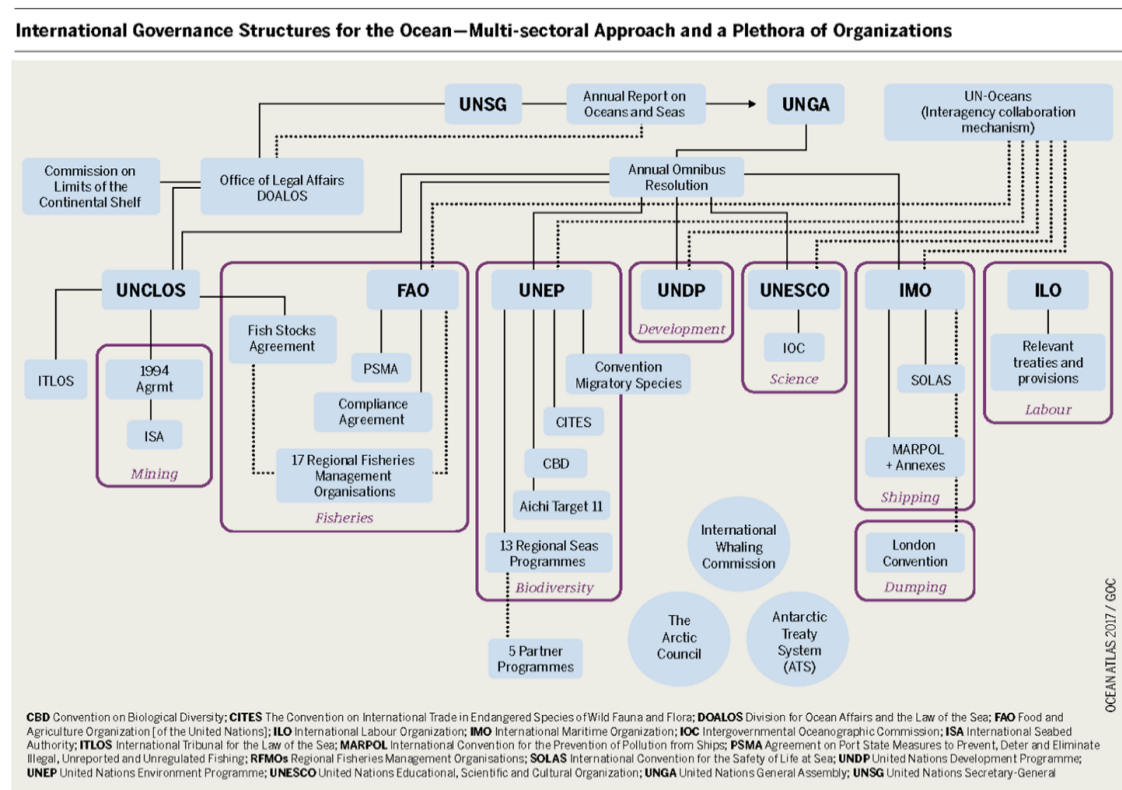 International Governance Structures for the Ocean—Multi-sectoral Approach and a Plethora of Organizations
UNSG
Annual Report on
Oceans and Seas
UNGA
UN-Oceans
(Interagency collaboration
mechanism)
Commission on
Limits of the
Continental Shelf
Office of Legal Affairs
DOALOS
Annual Omnibus
Resolution
UNCLOS
FAO
UNEP
UNDP
UNESCO
IMO
ILO
Fish Stocks
Agreement
Development
ITLOS
1994
Agrmt
PSMA
Convention
Migratory Species
IOC
Science
SOLAS
Relevant
treaties and
provisions
Labour
Compliance
Agreement
CITES
ISA
Mining
17 Regional Fisheries
Management
Organisations
Fisheries
CBD
Aichi Target 11
MARPOL
+ Annexes
Shipping
13 Regional Seas
Programmes
Biodiversity
International
Whaling
Commission
London
Convention
Dumping
5 Partner
Programmes
The
Arctic
Council
Antarctic
Treaty
System
(ATS)
OCEAN ATLAS 2017 / GOC
CBD Convention on Biological Diversity; CITES The Convention on International Trade in Endangered Species of Wild Fauna and Flora; DOALOS Division for Ocean Affairs and the Law of the Sea; FAO Food and
Agriculture Organization [of the United Nations]; ILO International Labour Organization; IMO International Maritime Organization; IOC Intergovernmental Oceanographic Commission; ISA International Seabed
Authority; ITLOS International Tribunal for the Law of the Sea; MARPOL International Convention for the Prevention of Pollution from Ships; PSMA Agreement on Port State Measures to Prevent, Deter and Eliminate
Illegal, Unreported and Unregulated Fishing; RFMOs Regional Fisheries Management Organisations; SOLAS International Convention for the Safety of Life at Sea; UNDP United Nations Development Programme;
UNEP United Nations Environment Programme; UNESCO United Nations Educational, Scientific and Cultural Organization; UNGA United Nations General Assembly; UNSG United Nations Secretary-General